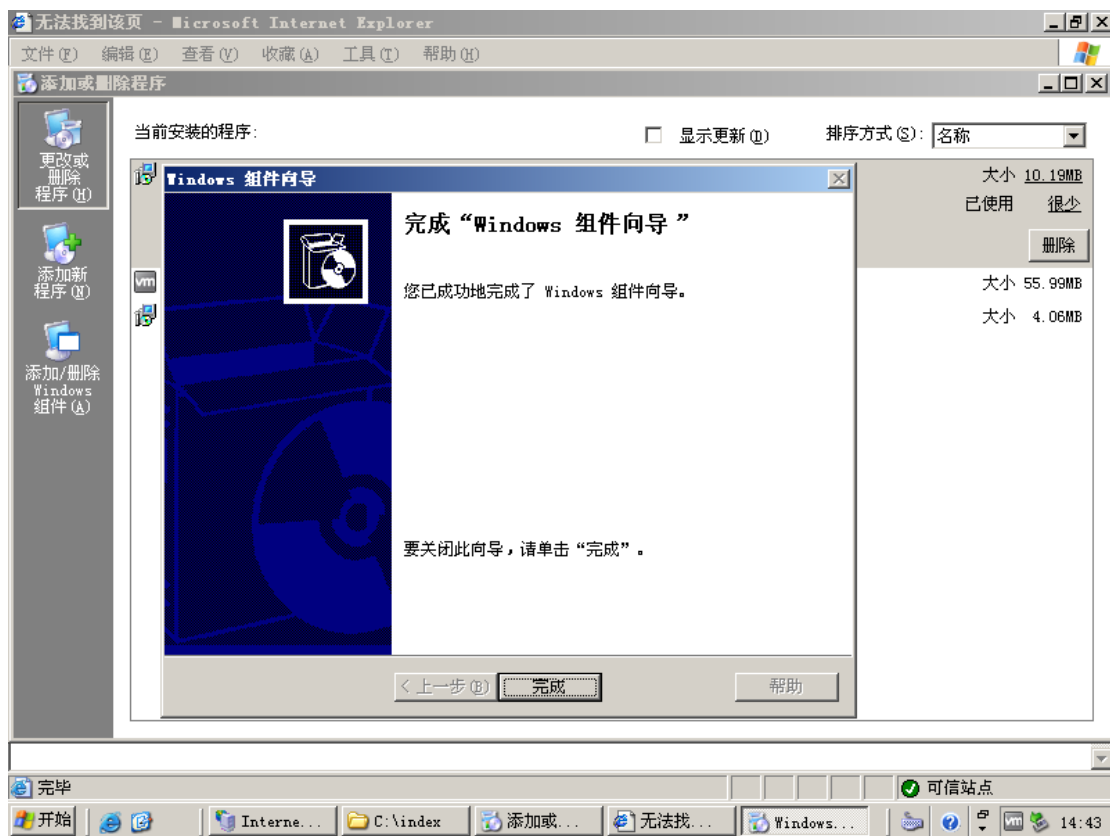 无法找到该页 - Microsoft Internet Explorer
文件(F) 编辑(E) 查看(V) 收藏(A) 工具(T) 帮助(H)
添加或删除程序
更改或
删除
程序(H)
添加新
程序(N)
添加/删除
Windows
组件(A)
当前安装的程序:
显示更新(D)
排序方式(S): 名称
大小 10.19MB
已使用 很少
删除
vm 大小 55.99MB
大小 4.06MB
Windows 组件向导
完成“Windows 组件向导 ”
您已成功地完成了 Windows 组件向导。
要关闭此向导，请单击“完成”。
< 上一步(B) 完成 帮助
完毕 可信站点
开始 Interne... C:\index 添加或... 无法找... Windows... vm 14:43